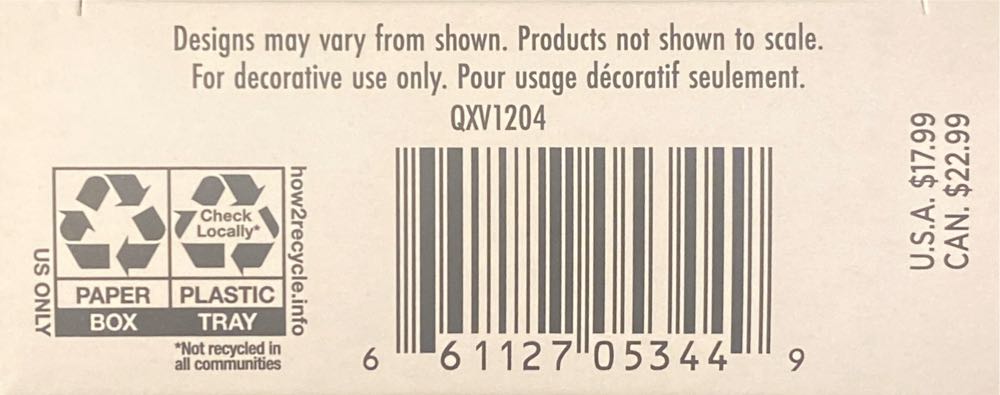 Designs may vary from shown. Products not shown to scale.
For decorative use only. Pour usage décoratif seulement.
QXV1204
U.S.A. $17.99
CAN. $22.99
US ONLY
Check
Locally*
PAPER
PLASTIC
BOX
TRAY
how2recycle.info
*Not recycled in
all communities
6 61127 05344 9